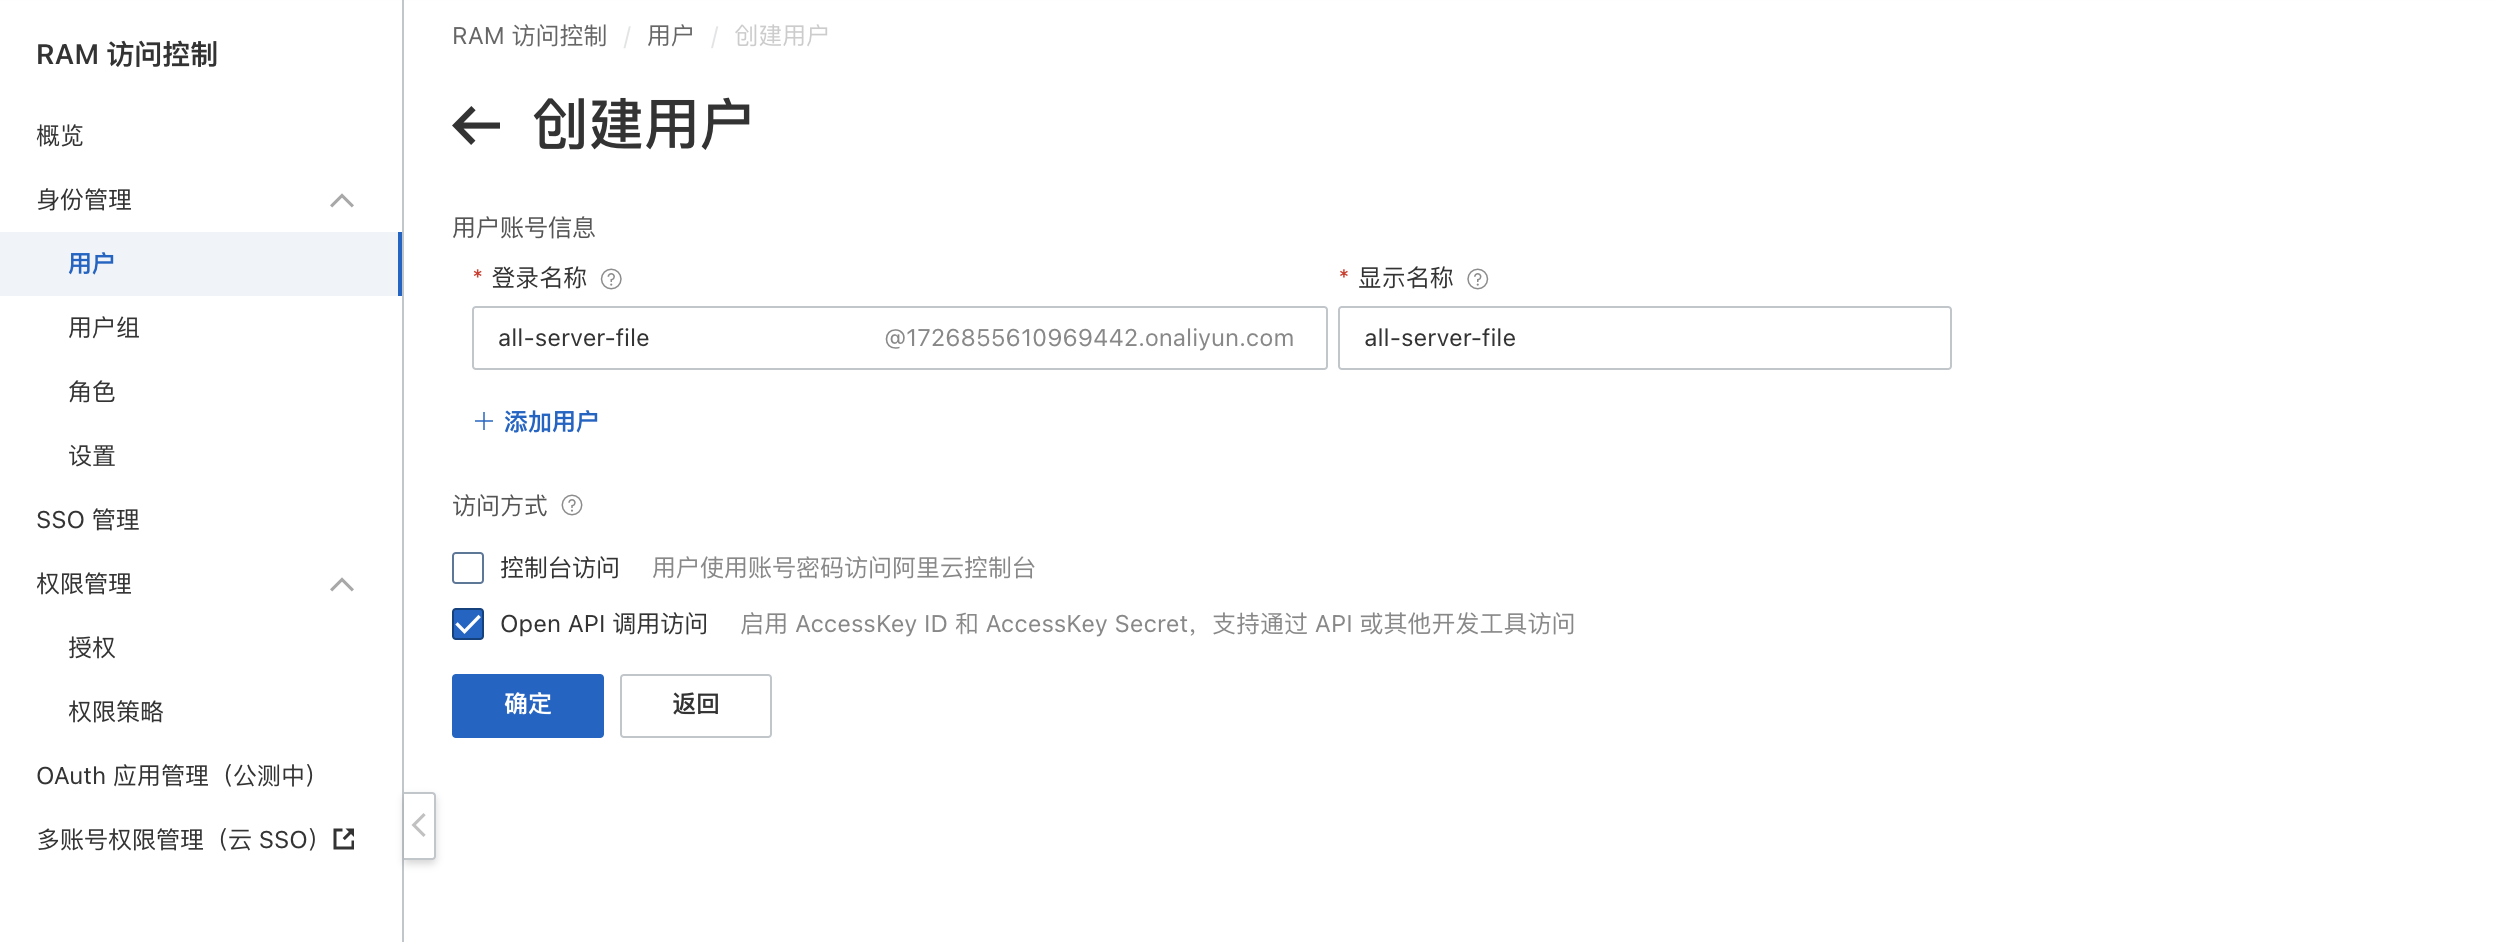 RAM 访问控制
概览
身份管理
用户
用户组
角色
设置
SSO 管理
权限管理
授权
权限策略
OAuth 应用管理（公测中）
多账号权限管理（云 SSO）
RAM 访问控制 / 用户 / 创建用户
创建用户
用户账号信息
* 登录名称 * 显示名称
all-server-file @1726855610969442.onaliyun.com all-server-file
添加用户
访问方式
控制台访问 用户使用账号密码访问阿里云控制台
Open API 调用访问 启用 AccessKey ID 和 AccessKey Secret，支持通过 API 或其他开发工具访问
确定 返回